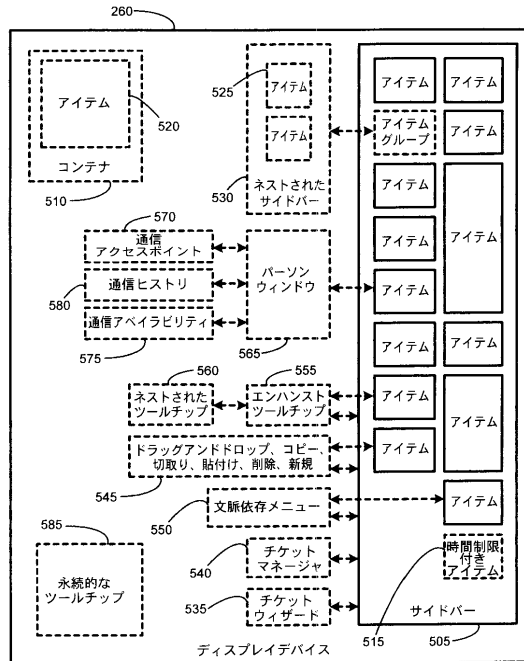 260
アイテム
520
コンテナ
510
525
アイテム
アイテム
530
ネストされた
サイドバー
アイテム
アイテム
アイテム
グループ
アイテム
アイテム
アイテム
アイテム
アイテム
アイテム
アイテム
アイテム
アイテム
アイテム
アイテム
時間制限
付き
アイテム
515
サイドバー
505
570
通信
アクセスポイント
580
通信ヒストリ
通信アベイラビリティ
575
パーソン
ウィンドウ
565
560
ネストされた
ツールチップ
555
エンハンスト
ツールチップ
ドラッグアンドドロップ、コピー、
切取り、貼付け、削除、新規
545
文脈依存メニュー
550
585
永続的な
ツールチップ
チケット
マネージャ
540
チケット
ウィザード
535
ディスプレイデバイス